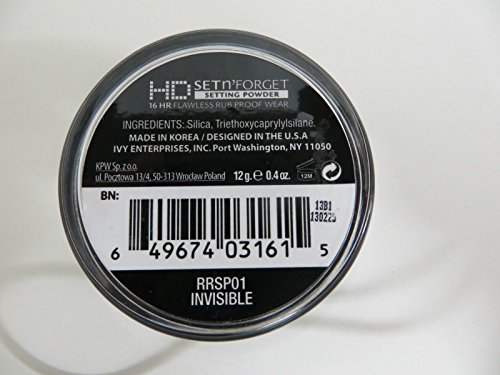 HD SETn'FORGET
SETTING POWDER
16 HR FLAWLESS RUB PROOF WEAR
INGREDIENTS: Silica, Triethoxycaprylylsilane.
MADE IN KOREA / DESIGNED IN THE U.S.A
IVY ENTERPRISES, INC. Port Washington, NY 11050
KPW Sp. z o.o.
ul. Pocztowa 13/4, 50-313 Wrocław Poland
12g. ℮ 0.4 oz.
12M
BN:
13B1
130225
6 49674 03161 5
RRSP01
INVISIBLE